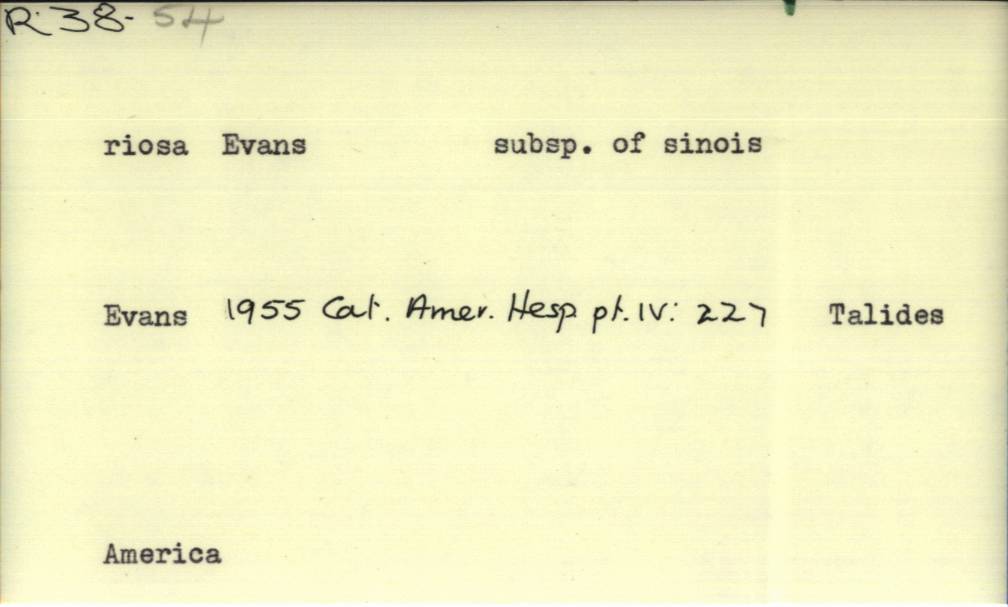 R. 38- 54
riosa Evans subsp. of sinois
Evans 1955 Cat. Amer. Hesp pt. IV: 227 Talides
America